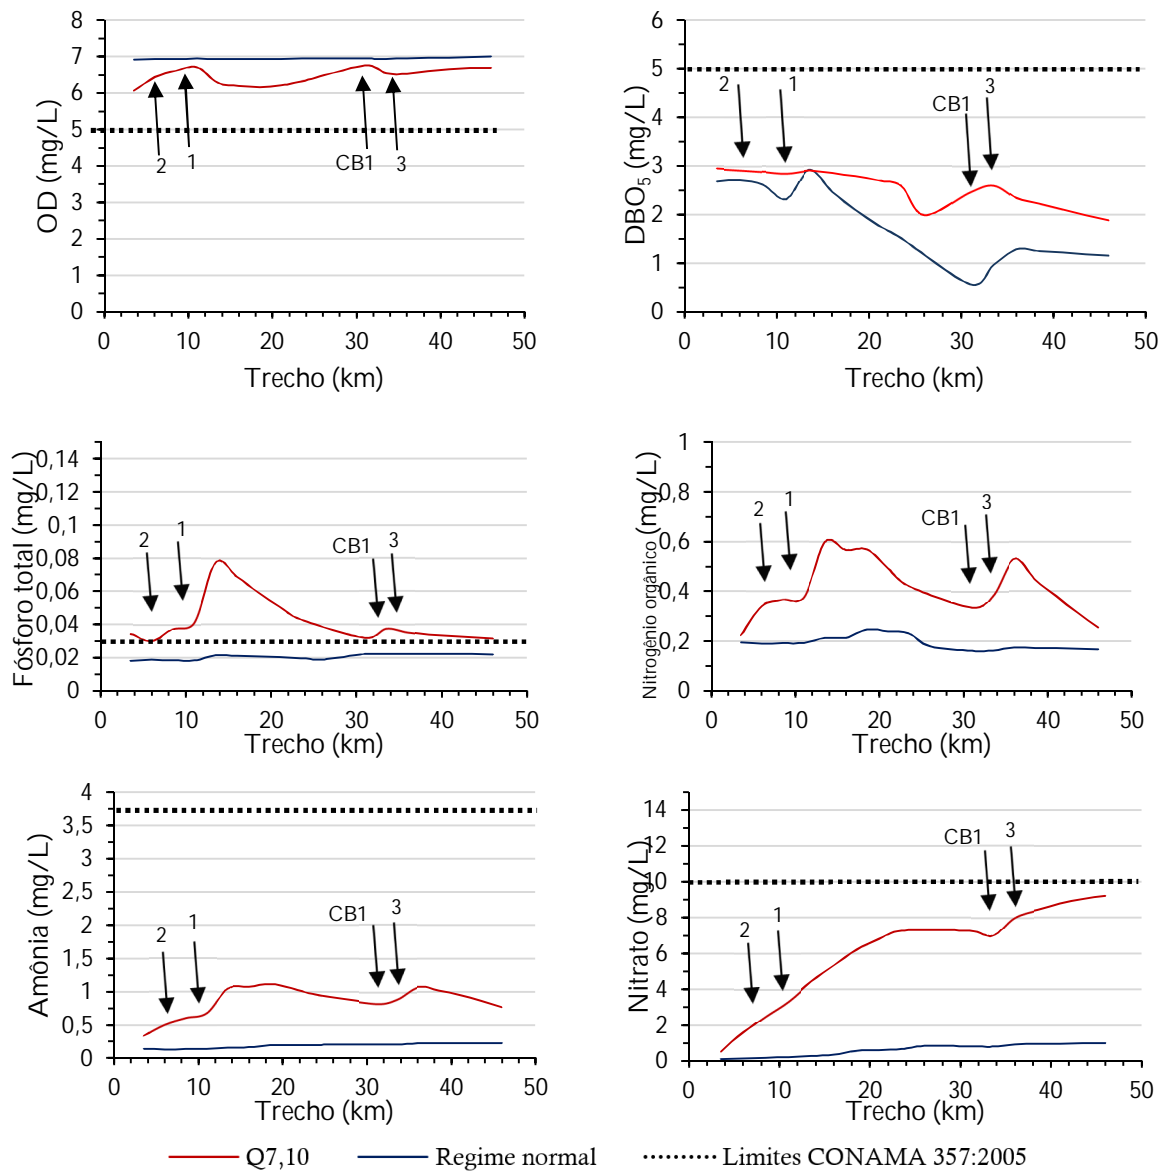 OD (mg/L)
8
7
6
5
4
3
2
1
0
2
1
CB1
3
0 10 20 30 40 50
Trecho (km)
DBO5 (mg/L)
6
5
4
3
2
1
0
2
1
CB1
3
0 10 20 30 40 50
Trecho (km)
Fósforo total (mg/L)
0,14
0,12
0,1
0,08
0,06
0,04
0,02
0
2
1
CB1
3
0 10 20 30 40 50
Trecho (km)
Nitrogênio orgânico (mg/L)
1
0,8
0,6
0,4
0,2
0
2
1
CB1
3
0 10 20 30 40 50
Trecho (km)
Amônia (mg/L)
4
3,5
3
2,5
2
1,5
1
0,5
0
2
1
CB1
3
0 10 20 30 40 50
Trecho (km)
Nitrato (mg/L)
14
12
10
8
6
4
2
0
2
1
CB1
3
0 10 20 30 40 50
Trecho (km)
Q7,10 Regime normal Limites CONAMA 357:2005